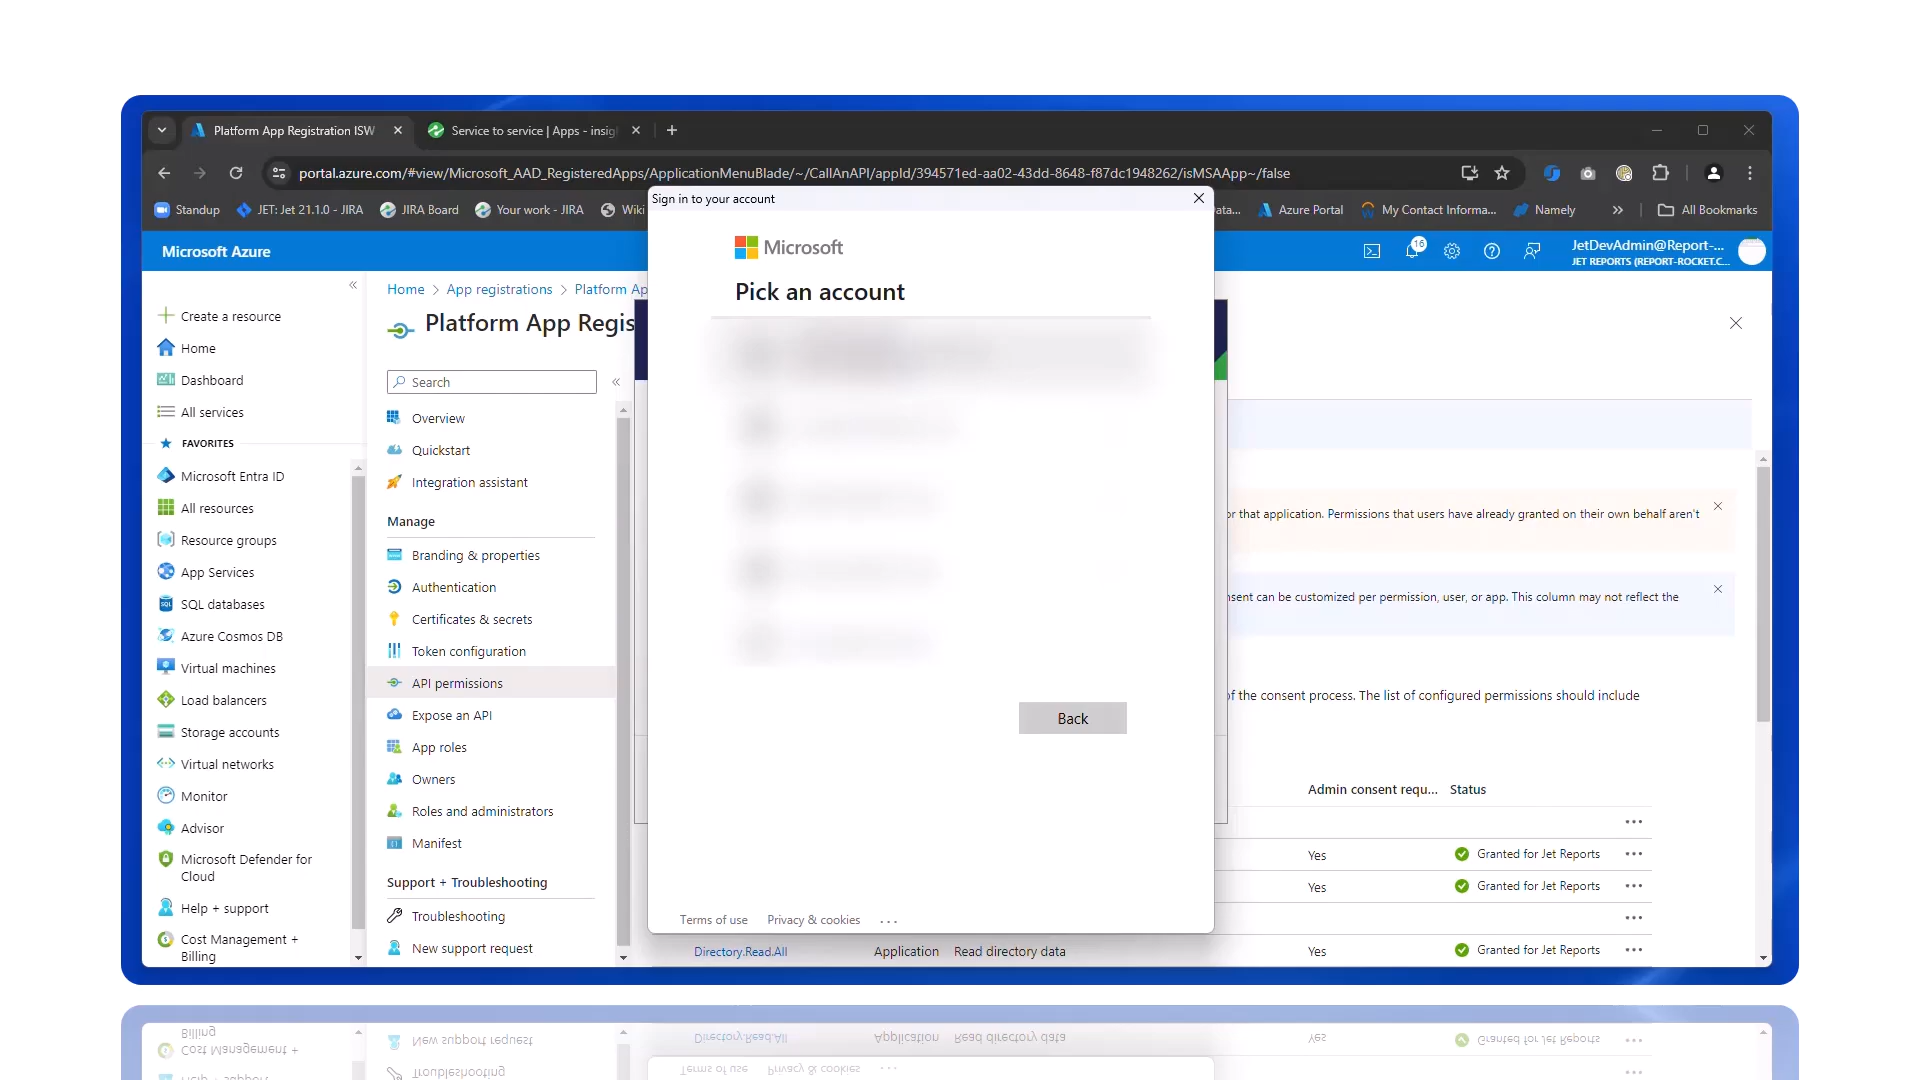 Platform App Registration ISW
Service to service | Apps - insig
portal.azure.com/#view/Microsoft_AAD_RegisteredApps/ApplicationMenuBlade/~/CallAnAPI/appId/394571ed-aa02-43dd-8648-f87dc1948262/isMSAApp~/false
Standup
JET: Jet 21.1.0 - JIRA
JIRA Board
Your work - JIRA
Wiki
ata...
Azure Portal
My Contact Informa...
Namely
All Bookmarks
Sign in to your account
Microsoft Azure
16
JetDevAdmin@Report-...
JET REPORTS (REPORT-ROCKET.C...
Create a resource
Home
Dashboard
All services
FAVORITES
Microsoft Entra ID
All resources
Resource groups
App Services
SQL databases
Azure Cosmos DB
Virtual machines
Load balancers
Storage accounts
Virtual networks
Monitor
Advisor
Microsoft Defender for
Cloud
Help + support
Cost Management +
Billing
Home > App registrations > Platform Ap
Platform App Regis
Search
Overview
Quickstart
Integration assistant
Manage
Branding & properties
Authentication
Certificates & secrets
Token configuration
API permissions
Expose an API
App roles
Owners
Roles and administrators
Manifest
Support + Troubleshooting
Troubleshooting
New support request
Microsoft
Pick an account
Back
Terms of use
Privacy & cookies
...
or that application. Permissions that users have already granted on their own behalf aren't
sent can be customized per permission, user, or app. This column may not reflect the
of the consent process. The list of configured permissions should include
Admin consent requ...
Status
Yes
Granted for Jet Reports
Yes
Granted for Jet Reports
Directory.Read.All
Application
Read directory data
Yes
Granted for Jet Reports